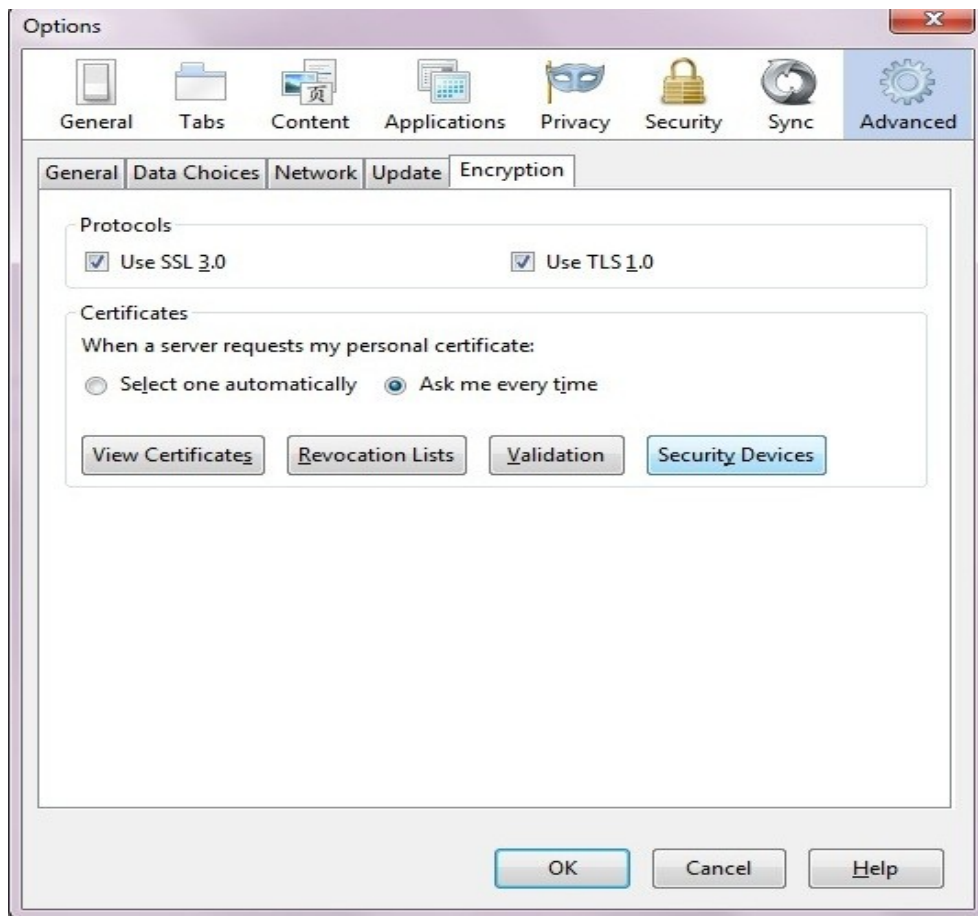 Options
General Tabs Content Applications Privacy Security Sync Advanced
页
General Data Choices Network Update Encryption
Protocols
Use SSL 3.0 Use TLS 1.0
Certificates
When a server requests my personal certificate:
Select one automatically Ask me every time
View Certificates Revocation Lists Validation Security Devices
OK Cancel Help